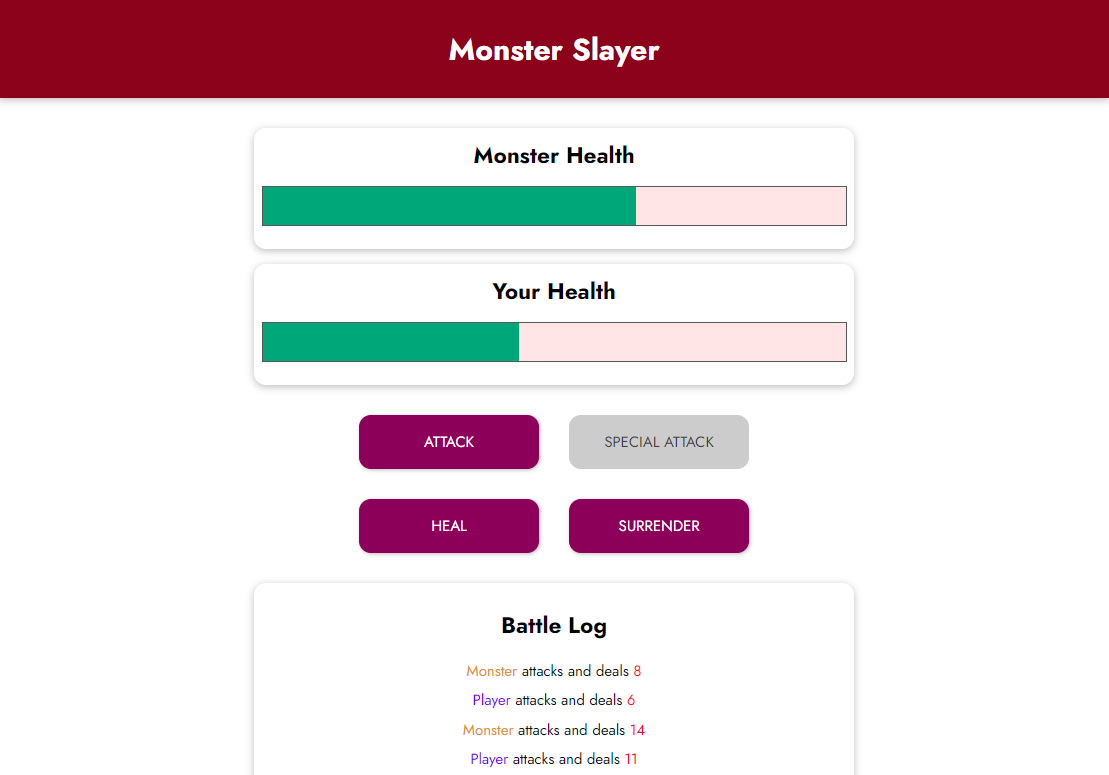 Monster Slayer
Monster Health
Your Health
ATTACK
SPECIAL ATTACK
HEAL
SURRENDER
Battle Log
Monster attacks and deals 8
Player attacks and deals 6
Monster attacks and deals 14
Player attacks and deals 11